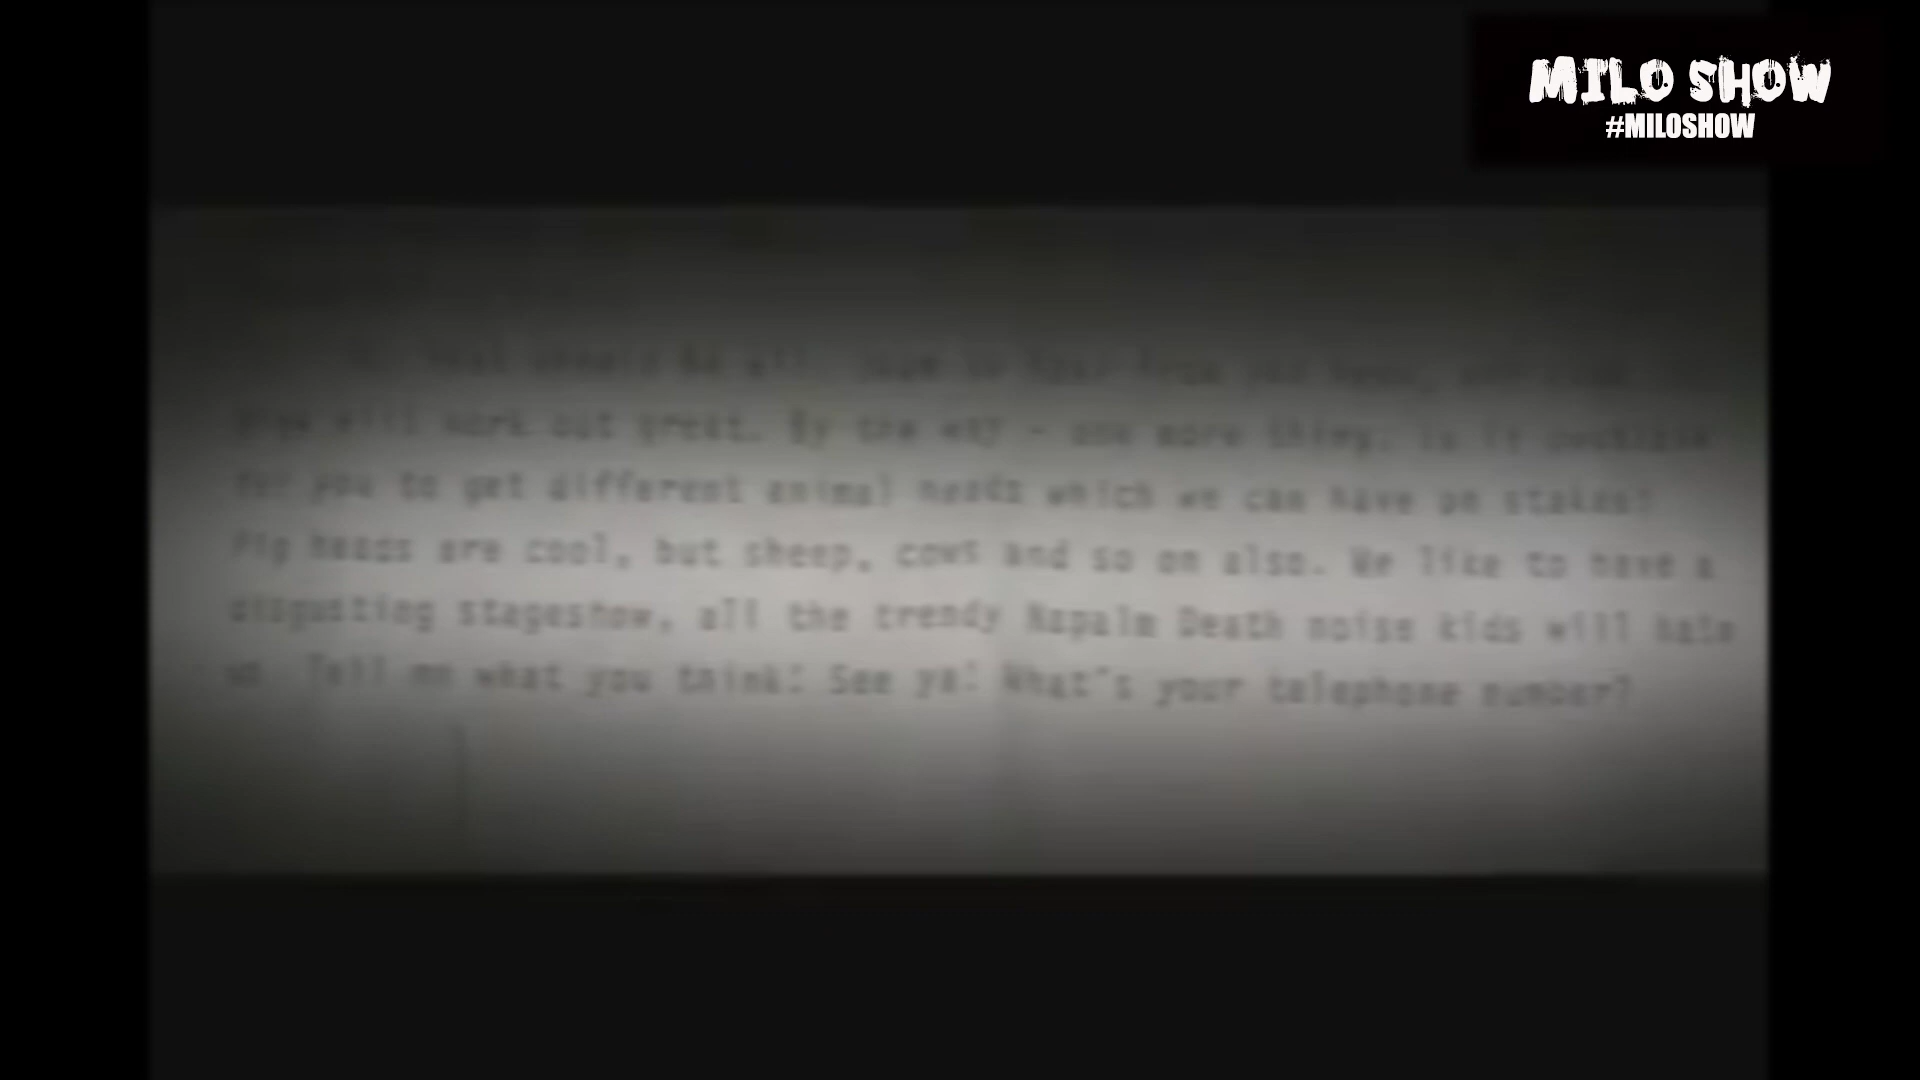 MILO SHOW
#MILOSHOW
be all.
will work out great. By the way - one more thing. Is it possible
for you to get different animal heads which we can have on stakes?
Pig heads are cool, but sheep, cows and so on also. We like to have a
disgusting stageshow, all the trendy Napalm Death noise kids will hate
us. Tell me what you think! See ya! What's your telephone number?